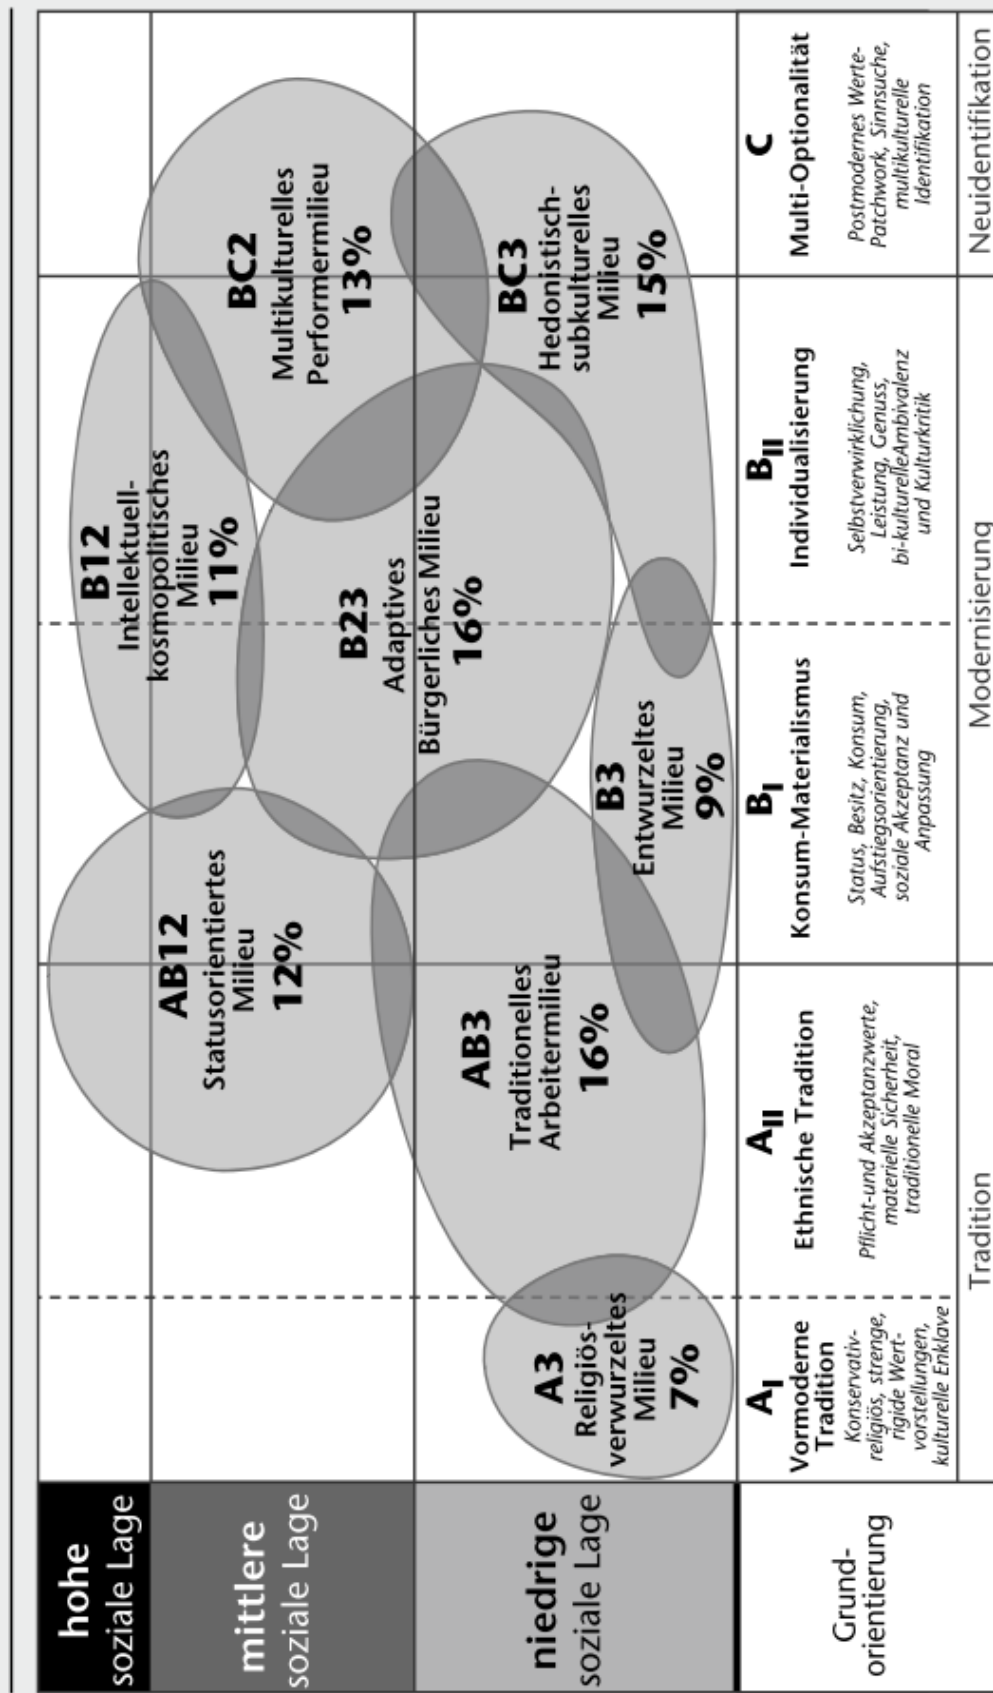 hohe
soziale Lage
mittlere
soziale Lage
niedrige
soziale Lage
AB12
Statusorientiertes
Milieu
12%
B12
Intellektuell-
kosmopolitisches
Milieu
11%
BC2
Multikulturelles
Performermilieu
13%
B23
Adaptives
Bürgerliches Milieu
16%
A3
Religiös-
verwurzeltes
Milieu
7%
AB3
Traditionelles
Arbeitermilieu
16%
B3
Entwurzeltes
Milieu
9%
BC3
Hedonistisch-
subkulturelles
Milieu
15%
Grund-
orientierung
AI
Vormoderne
Tradition
Konservativ-
religiös, strenge,
rigide Wert-
vorstellungen,
kulturelle Enklave
AII
Ethnische Tradition
Pflicht-und Akzeptanzwerte,
materielle Sicherheit,
traditionelle Moral
BI
Konsum-Materialismus
Status, Besitz, Konsum,
Aufstiegsorientierung,
soziale Akzeptanz und
Anpassung
BII
Individualisierung
Selbstverwirklichung,
Leistung, Genuss,
bi-kulturelleAmbivalenz
und Kulturkritik
C
Multi-Optionalität
Postmodernes Werte-
Patchwork, Sinnsuche,
multikulturelle
Identifikation
Tradition
Modernisierung
Neuidentifikation